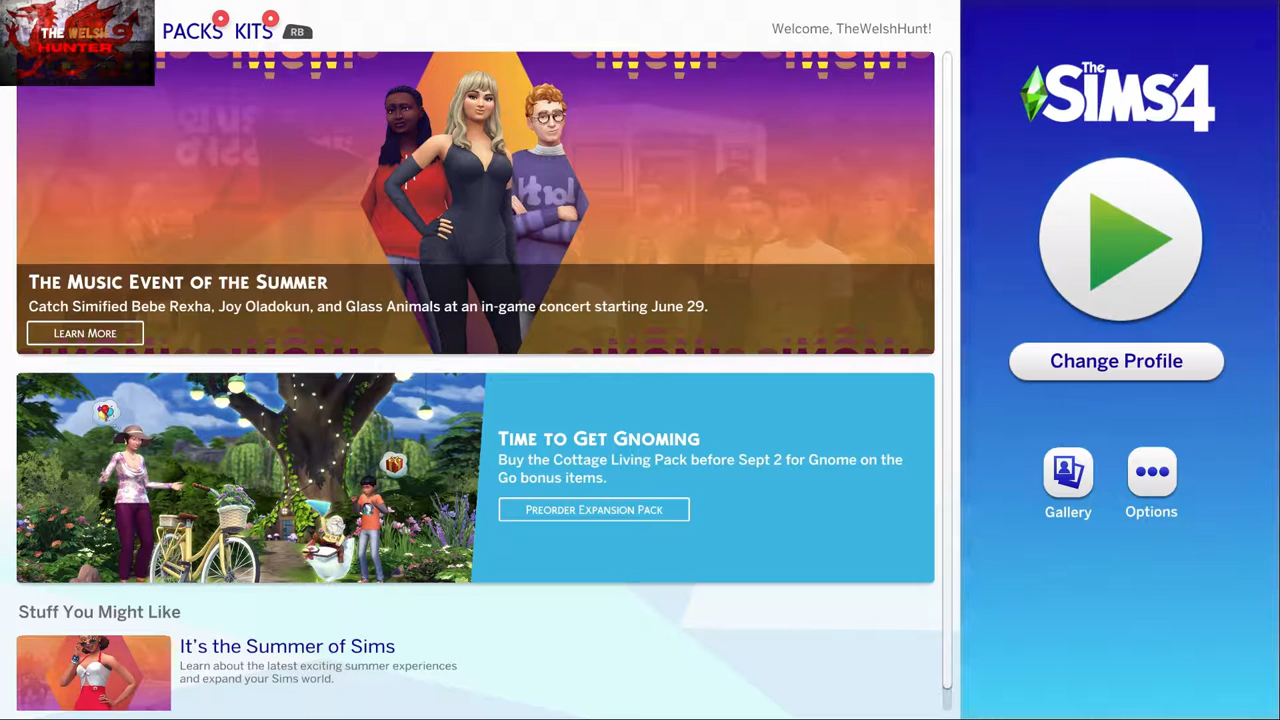 THE WELSH
HUNTER
PACKS KITS RB
Welcome, TheWelshHunt!
THE MUSIC EVENT OF THE SUMMER
Catch Simified Bebe Rexha, Joy Oladokun, and Glass Animals at an in-game concert starting June 29.
LEARN MORE
TIME TO GET GNOMING
Buy the Cottage Living Pack before Sept 2 for Gnome on the
Go bonus items.
PREORDER EXPANSION PACK
Stuff You Might Like
It's the Summer of Sims
Learn about the latest exciting summer experiences
and expand your Sims world.
The
SIMS4
Change Profile
Gallery
Options